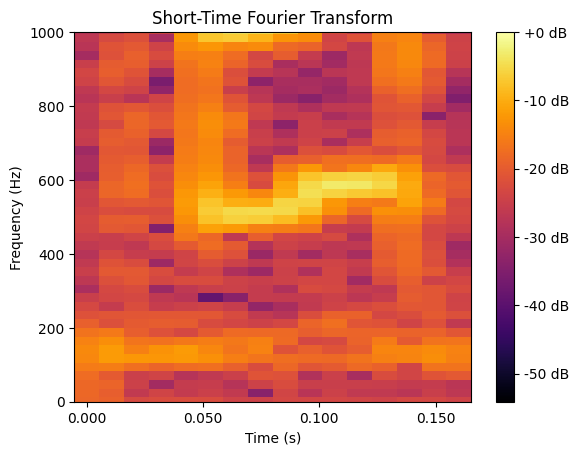 Short-Time Fourier Transform
Frequency (Hz)
1000
800
600
400
200
0
0.000
0.050
0.100
0.150
Time (s)
+0 dB
-10 dB
-20 dB
-30 dB
-40 dB
-50 dB